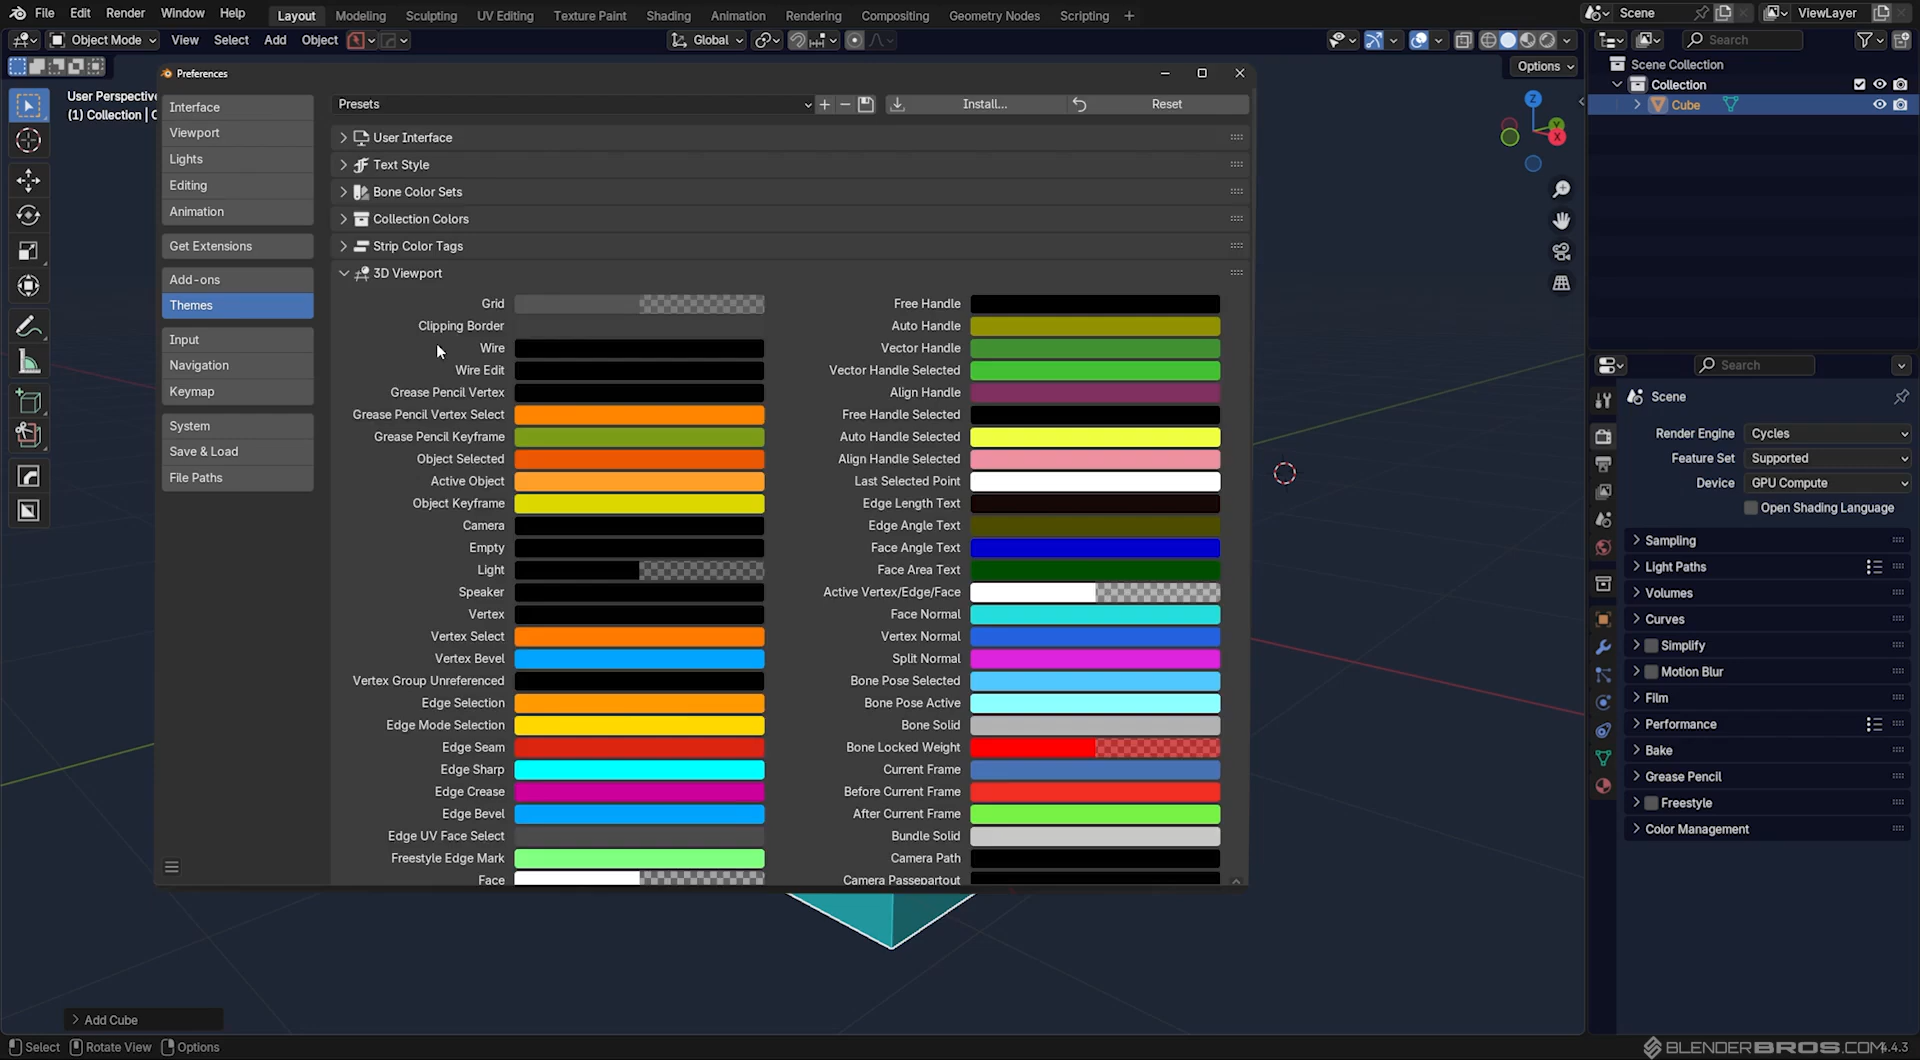 File Edit Render Window Help Layout Modeling Sculpting UV Editing Texture Paint Shading Animation Rendering Compositing Geometry Nodes Scripting + Scene ViewLayer
Object Mode View Select Add Object Global Search
Options
User Perspective
(1) Collection | C
Scene Collection
Collection
Cube
Preferences
Interface
Viewport
Lights
Editing
Animation
Get Extensions
Add-ons
Themes
Input
Navigation
Keymap
System
Save & Load
File Paths
Presets Install... Reset
User Interface
Text Style
Bone Color Sets
Collection Colors
Strip Color Tags
3D Viewport
Grid
Clipping Border
Wire
Wire Edit
Grease Pencil Vertex
Grease Pencil Vertex Select
Grease Pencil Keyframe
Object Selected
Active Object
Object Keyframe
Camera
Empty
Light
Speaker
Vertex
Vertex Select
Vertex Bevel
Vertex Group Unreferenced
Edge Selection
Edge Mode Selection
Edge Seam
Edge Sharp
Edge Crease
Edge Bevel
Edge UV Face Select
Freestyle Edge Mark
Face
Free Handle
Auto Handle
Vector Handle
Vector Handle Selected
Align Handle
Free Handle Selected
Auto Handle Selected
Align Handle Selected
Last Selected Point
Edge Length Text
Edge Angle Text
Face Angle Text
Face Area Text
Active Vertex/Edge/Face
Face Normal
Vertex Normal
Split Normal
Bone Pose Selected
Bone Pose Active
Bone Solid
Bone Locked Weight
Current Frame
Before Current Frame
After Current Frame
Bundle Solid
Camera Path
Camera Passepartout
Z
Y
X
Search
Scene
Render Engine Cycles
Feature Set Supported
Device GPU Compute
Open Shading Language
Sampling
Light Paths
Volumes
Curves
Simplify
Motion Blur
Film
Performance
Bake
Grease Pencil
Freestyle
Color Management
Add Cube
Select Rotate View Options
BLENDERBROS.COM 4.4.3